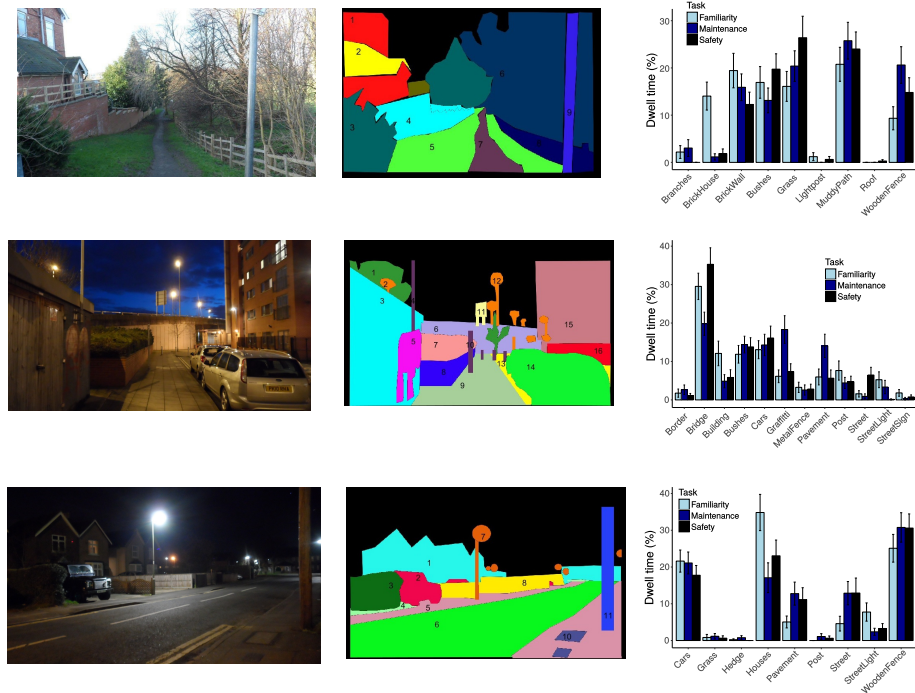 1
2
3
4
5
6
7
9
Dwell time (%)
30
20
10
0
Task
Familiarity
Maintenance
Safety
Branches
BrickHouse
BrickWall
Bushes
Grass
Lightpost
MuddyPath
Roof
WoodenFence
1
2
3
5
6
7
8
9
10
11
12
13
14
15
16
Dwell time (%)
40
30
20
10
0
Task
Familiarity
Maintenance
Safety
Border
Bridge
Building
Bushes
Cars
Graffitti
MetalFence
Pavement
Post
Street
StreetLight
StreetSign
1
2
3
4
5
6
7
8
10
11
Dwell time (%)
40
30
20
10
0
Task
Familiarity
Maintenance
Safety
Cars
Grass
Hedge
Houses
Pavement
Post
Street
StreetLight
WoodenFence